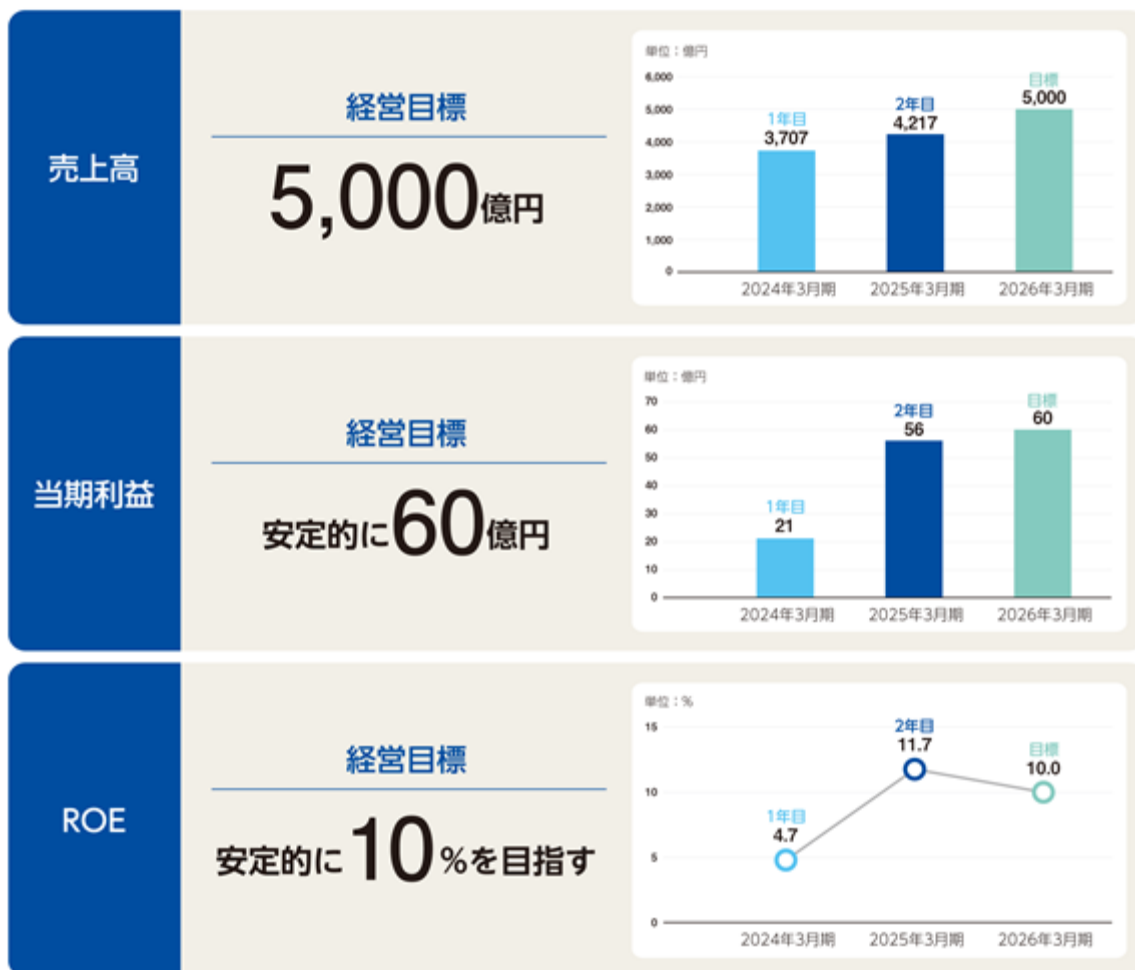 売上高
経営目標
5,000億円
単位：億円
6,000
5,000
4,000
3,000
2,000
1,000
0
1年目
3,707
2年目
4,217
目標
5,000
2024年3月期
2025年3月期
2026年3月期
当期利益
経営目標
安定的に60億円
単位：億円
70
60
50
40
30
20
10
0
1年目
21
2年目
56
目標
60
2024年3月期
2025年3月期
2026年3月期
ROE
経営目標
安定的に10%を目指す
単位：%
15
10
5
0
1年目
4.7
2年目
11.7
目標
10.0
2024年3月期
2025年3月期
2026年3月期